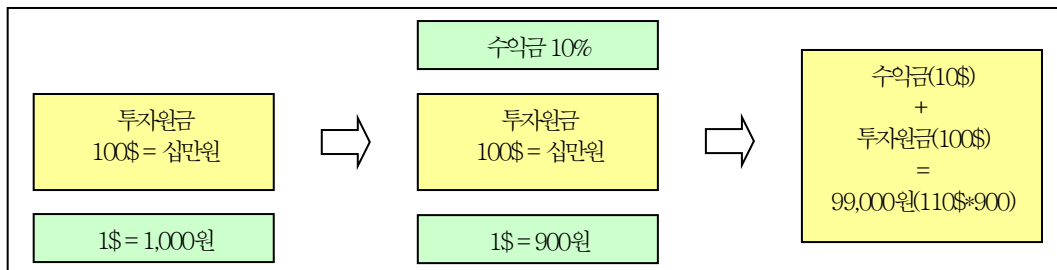 투자원금
100$ = 십만원
1$ = 1,000원
수익금 10%
투자원금
100$ = 십만원
1$ = 900원
수익금(10$)
+
투자원금(100$)
=
99,000원(110$*900)